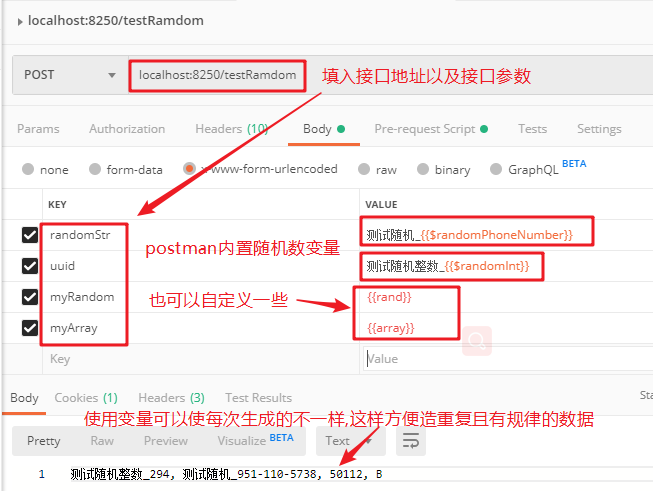 localhost:8250/testRamdom
POST localhost:8250/testRamdom 填入接口地址以及接口参数
Params Authorization Headers (10) Body Pre-request Script Tests Settings
none form-data x-www-form-urlencoded raw binary GraphQL BETA
KEY VALUE
randomStr 测试随机_{{$randomPhoneNumber}}
postman内置随机数变量
uuid 测试随机整数_{{$randomInt}}
myRandom 也可以自定义一些 {{rand}}
myArray {{array}}
Key Value
Body Cookies (1) Headers (3) Test Results Sta
使用变量可以使每次生成的不一样,这样方便造重复且有规律的数据
Pretty Raw Preview Visualize BETA Text
1 测试随机整数_294, 测试随机_951-110-5738, 50112, B